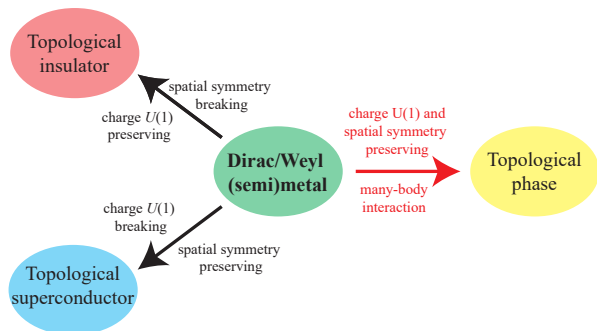 Topological
insulator
spatial symmetry
breaking
charge U(1)
preserving
Dirac/Weyl
(semi)metal
charge U(1) and
spatial symmetry
preserving
many-body
interaction
Topological
phase
charge U(1)
breaking
spatial symmetry
preserving
Topological
superconductor